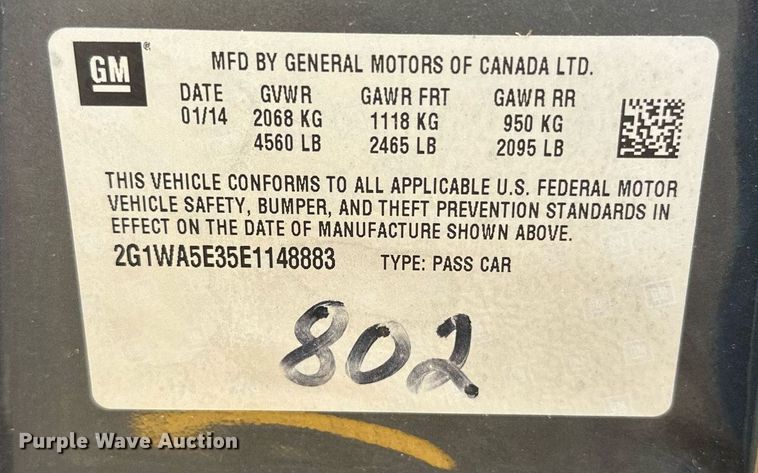 GM®
MFD BY GENERAL MOTORS OF CANADA LTD.
DATE GVWR GAWR FRT GAWR RR
01/14 2068 KG 1118 KG 950 KG
4560 LB 2465 LB 2095 LB
THIS VEHICLE CONFORMS TO ALL APPLICABLE U.S. FEDERAL MOTOR
VEHICLE SAFETY, BUMPER, AND THEFT PREVENTION STANDARDS IN
EFFECT ON THE DATE OF MANUFACTURE SHOWN ABOVE.
2G1WA5E35E1148883 TYPE: PASS CAR
802
Purple Wave Auction